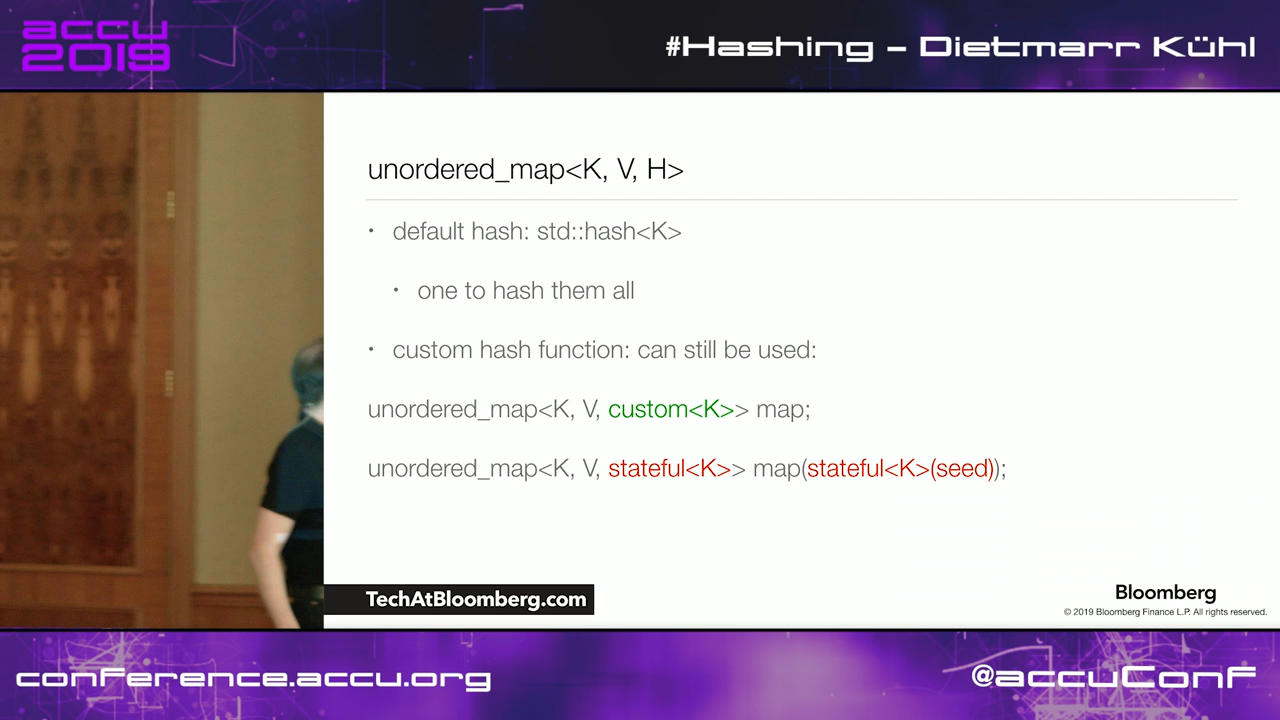 accu
2019
#Hashing – Dietmarr Kühl
unordered_map<K, V, H>
• default hash: std::hash<K>
• one to hash them all
• custom hash function: can still be used:
unordered_map<K, V, custom<K>> map;
unordered_map<K, V, stateful<K>> map(stateful<K>(seed));
TechAtBloomberg.com
Bloomberg
© 2019 Bloomberg Finance L.P. All rights reserved.
conference.accu.org
@accuConf